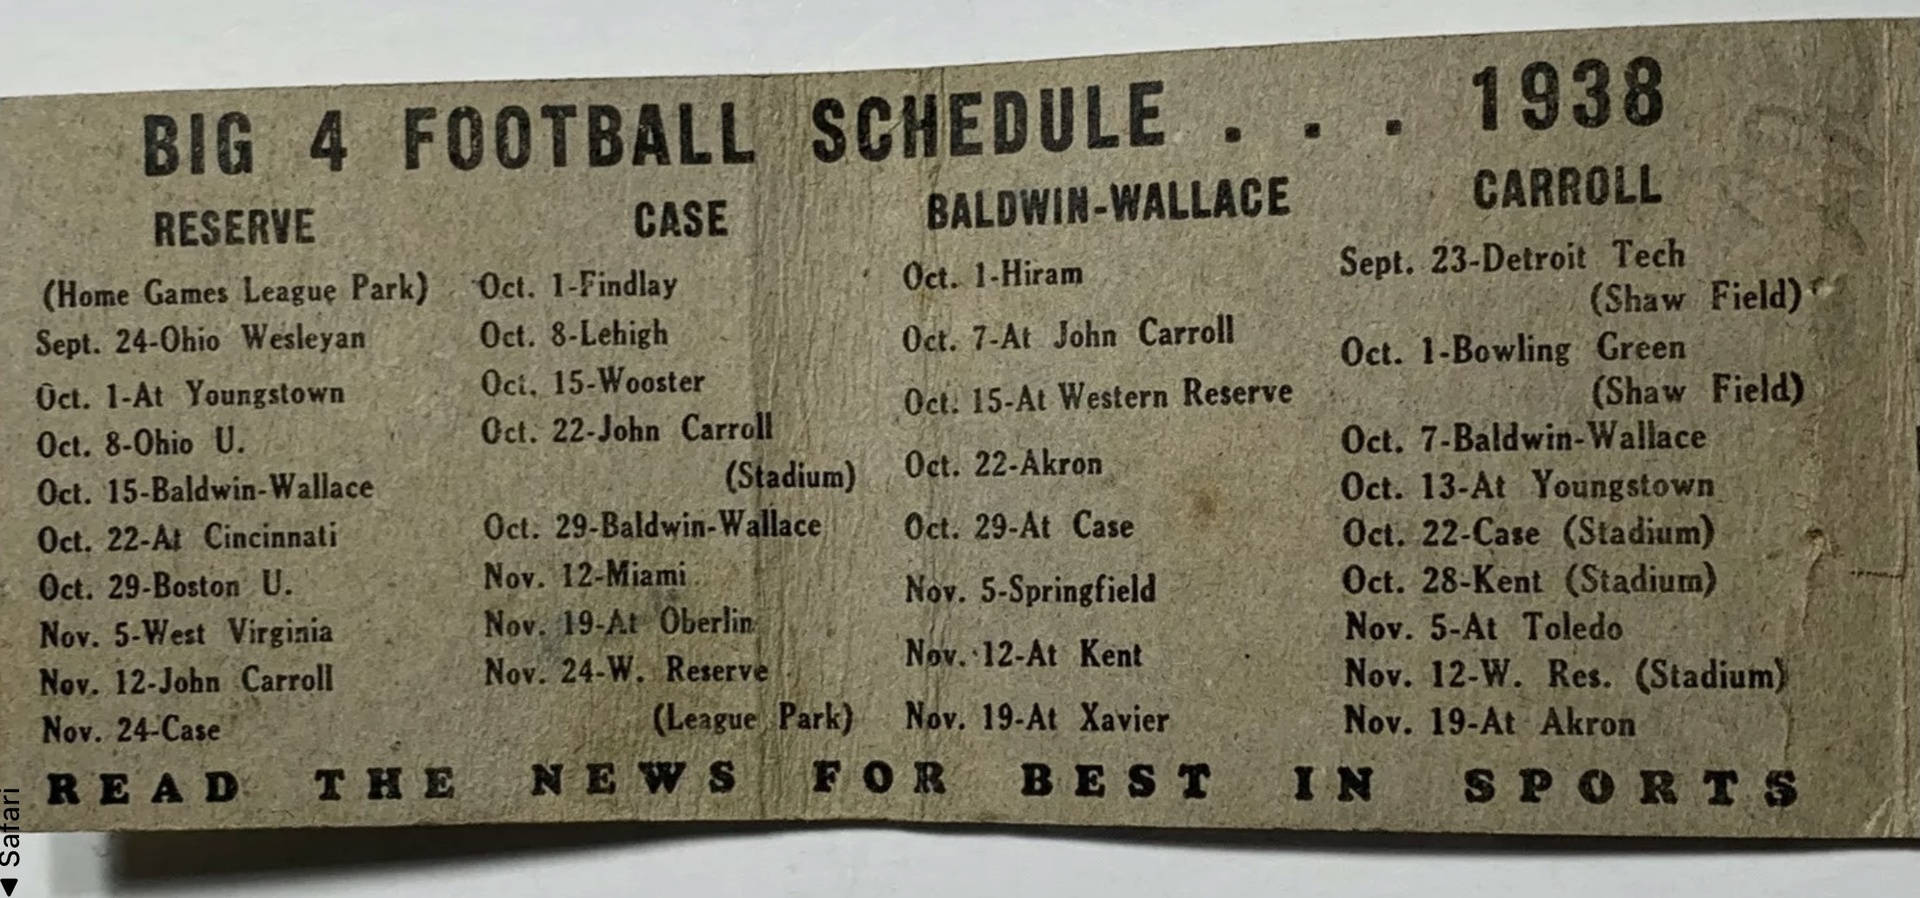 BIG 4 FOOTBALL SCHEDULE . . . 1938
RESERVE
(Home Games League Park)
Sept. 24-Ohio Wesleyan
Oct. 1-At Youngstown
Oct. 8-Ohio U.
Oct. 15-Baldwin-Wallace
Oct. 22-At Cincinnati
Oct. 29-Boston U.
Nov. 5-West Virginia
Nov. 12-John Carroll
Nov. 24-Case
CASE
Oct. 1-Findlay
Oct. 8-Lehigh
Oct. 15-Wooster
Oct. 22-John Carroll
(Stadium)
Oct. 29-Baldwin-Wallace
Nov. 12-Miami
Nov. 19-At Oberlin
Nov. 24-W. Reserve
(League Park)
BALDWIN-WALLACE
Oct. 1-Hiram
Oct. 7-At John Carroll
Oct. 15-At Western Reserve
Oct. 22-Akron
Oct. 29-At Case
Nov. 5-Springfield
Nov. 12-At Kent
Nov. 19-At Xavier
CARROLL
Sept. 23-Detroit Tech
(Shaw Field)
Oct. 1-Bowling Green
(Shaw Field)
Oct. 7-Baldwin-Wallace
Oct. 13-At Youngstown
Oct. 22-Case (Stadium)
Oct. 28-Kent (Stadium)
Nov. 5-At Toledo
Nov. 12-W. Res. (Stadium)
Nov. 19-At Akron
READ THE NEWS FOR BEST IN SPORTS
◀ Safari